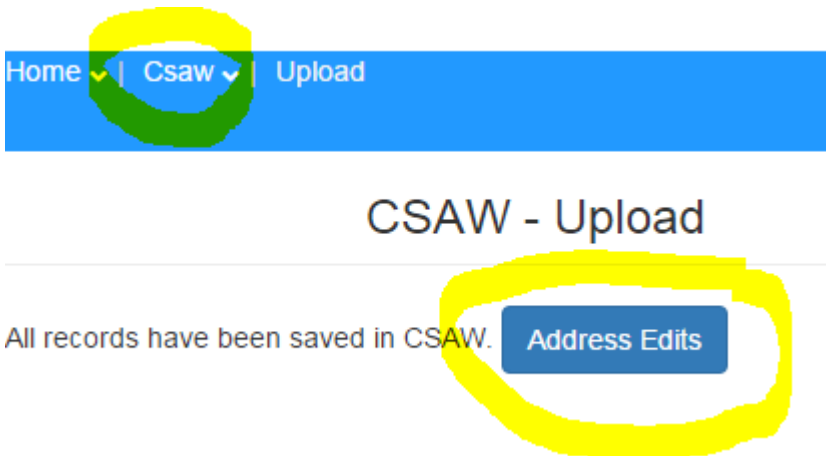 Home | Csaw | Upload
CSAW - Upload
All records have been saved in CSAW. Address Edits